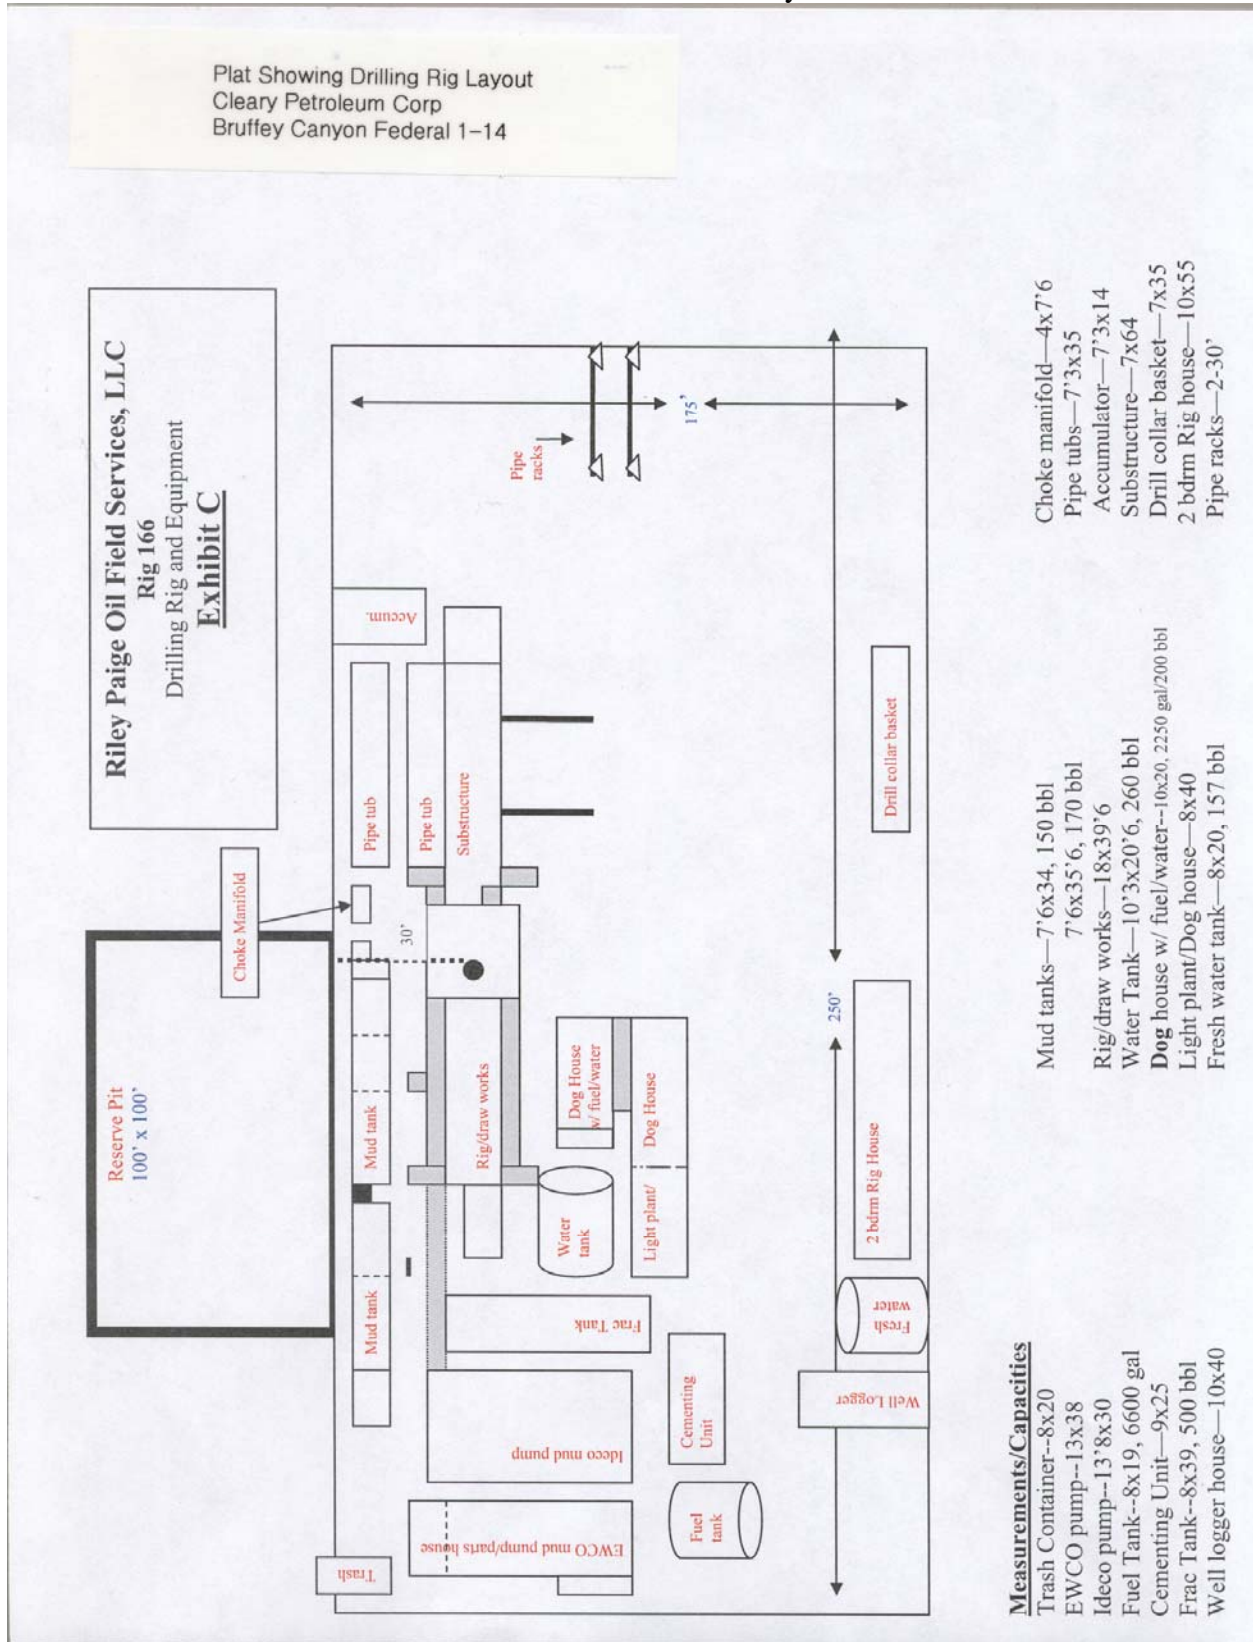 Plat Showing Drilling Rig Layout
Cleary Petroleum Corp
Bruffey Canyon Federal 1-14
Riley Paige Oil Field Services, LLC
Rig 166
Drilling Rig and Equipment
Exhibit C
Reserve Pit
100' x 100'
Choke Manifold
30'
Trash
Mud tank
Mud tank
Pipe tub
Accum.
Pipe tub
Substructure
Rig/draw works
EWCO mud pump/parts house
Ideco mud pump
Frac Tank
Water
tank
Dog House
w/ fuel/water
Light plant/
Dog House
Pipe
racks
175'
Fuel
tank
Cementing
Unit
250'
Well Logger
Fresh
water
2 bdrm Rig House
Drill collar basket
Measurements/Capacities
Trash Container--8x20
EWCO pump--13x38
Ideco pump--13'8x30
Fuel Tank--8x19, 6600 gal
Cementing Unit—9x25
Frac Tank--8x39, 500 bbl
Well logger house—10x40
Mud tanks—7'6x34, 150 bbl
7'6x35'6, 170 bbl
Rig/draw works—18x39'6
Water Tank—10'3x20'6, 260 bbl
Dog house w/ fuel/water--10x20, 2250 gal/200 bbl
Light plant/Dog house—8x40
Fresh water tank—8x20, 157 bbl
Choke manifold—4x7'6
Pipe tubs—7'3x35
Accumulator—7'3x14
Substructure—7x64
Drill collar basket—7x35
2 bdrm Rig house—10x55
Pipe racks—2-30'